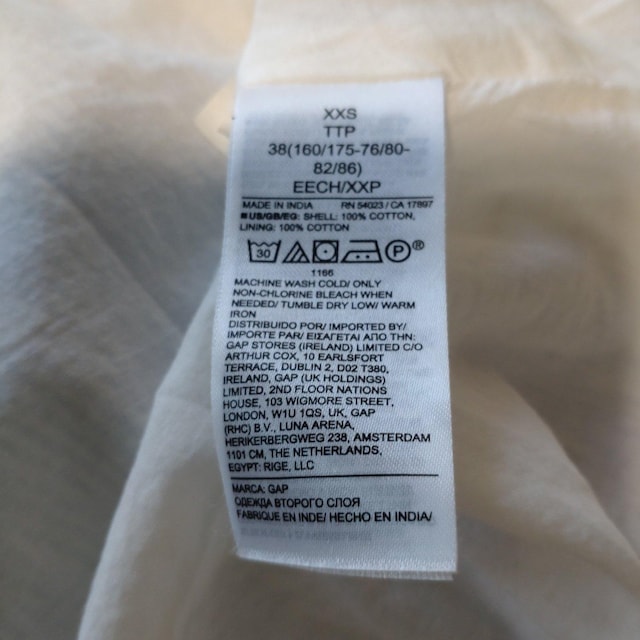 XXS
TTP
38(160/175-76/80-
82/86)
EECH/XXP
MADE IN INDIA RN 54023 / CA 17897
US/GB/EG: SHELL: 100% COTTON,
LINING: 100% COTTON
30 P®
1166
MACHINE WASH COLD/ ONLY
NON-CHLORINE BLEACH WHEN
NEEDED/ TUMBLE DRY LOW/ WARM
IRON
DISTRIBUIDO POR/ IMPORTED BY/
IMPORTE PAR/ ΕΙΣΑΓΕΤΑΙ ΑΠΟ ΤΗΝ:
GAP STORES (IRELAND) LIMITED C/O
ARTHUR COX, 10 EARLSFORT
TERRACE, DUBLIN 2, D02 T380,
IRELAND, GAP (UK HOLDINGS)
LIMITED, 2ND FLOOR NATIONS
HOUSE, 103 WIGMORE STREET,
LONDON, W1U 1QS, UK, GAP
(RHC) B.V., LUNA ARENA,
HERIKERBERGWEG 238, AMSTERDAM
1101 CM, THE NETHERLANDS,
EGYPT: RIGE, LLC
MARCA: GAP
ОДЕЖДА ВТОРОГО СЛОЯ
FABRIQUE EN INDE/ HECHO EN INDIA/